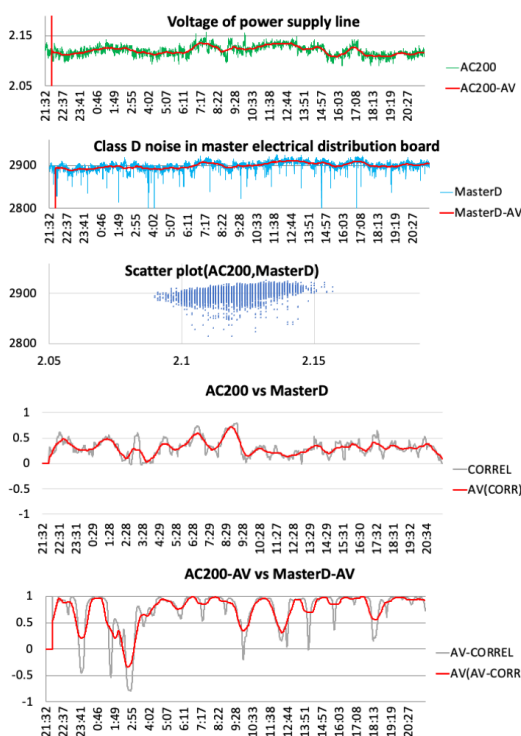 Voltage of power supply line
2.15
2.05
21:32 22:37 23:41 0:46 1:49 2:55 4:02 5:07 6:11 7:17 8:22 9:28 10:33 11:38 12:44 13:51 14:57 16:03 17:08 18:13 19:19 20:27
AC200
AC200-AV
Class D noise in master electrical distribution board
2900
2800
21:32 22:37 23:41 0:46 1:49 2:55 4:02 5:07 6:11 7:17 8:22 9:28 10:33 11:38 12:44 13:51 14:57 16:03 17:08 18:13 19:19 20:27
MasterD
MasterD-AV
Scatter plot(AC200,MasterD)
2900
2800
2.05 2.1 2.15
AC200 vs MasterD
1
0.5
0
-0.5
-1
21:32 22:31 23:31 0:29 1:28 2:28 3:28 4:28 5:28 6:28 7:28 8:29 9:28 10:28 11:27 12:28 13:29 14:29 15:31 16:30 17:32 18:31 19:32 20:34
CORREL
AV(CORR)
AC200-AV vs MasterD-AV
1
0.5
0
-0.5
-1
21:32 22:37 23:41 0:46 1:49 2:55 4:02 5:07 6:11 7:17 8:22 9:28 10:33 11:38 12:44 13:51 14:57 16:03 17:08 18:13 19:19 20:27
AV-CORREL
AV(AV-CORR